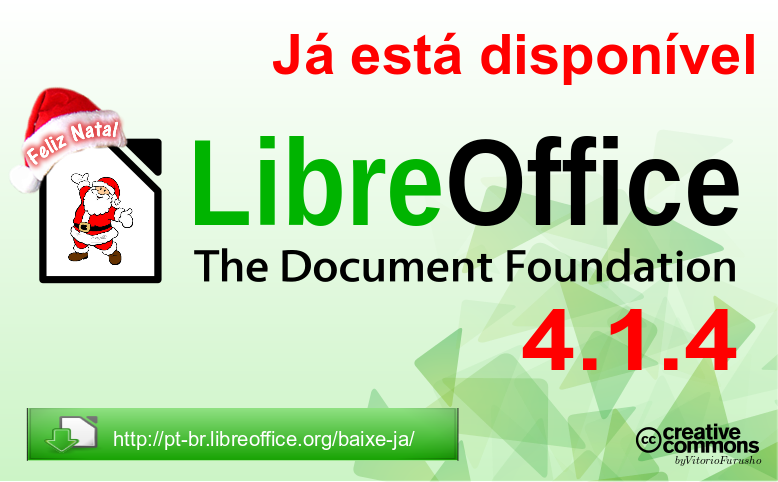 Já está disponível
Feliz Natal
LibreOffice
The Document Foundation
4.1.4
http://pt-br.libreoffice.org/baixe-ja/
cc creative commons
byVitorioFurusho